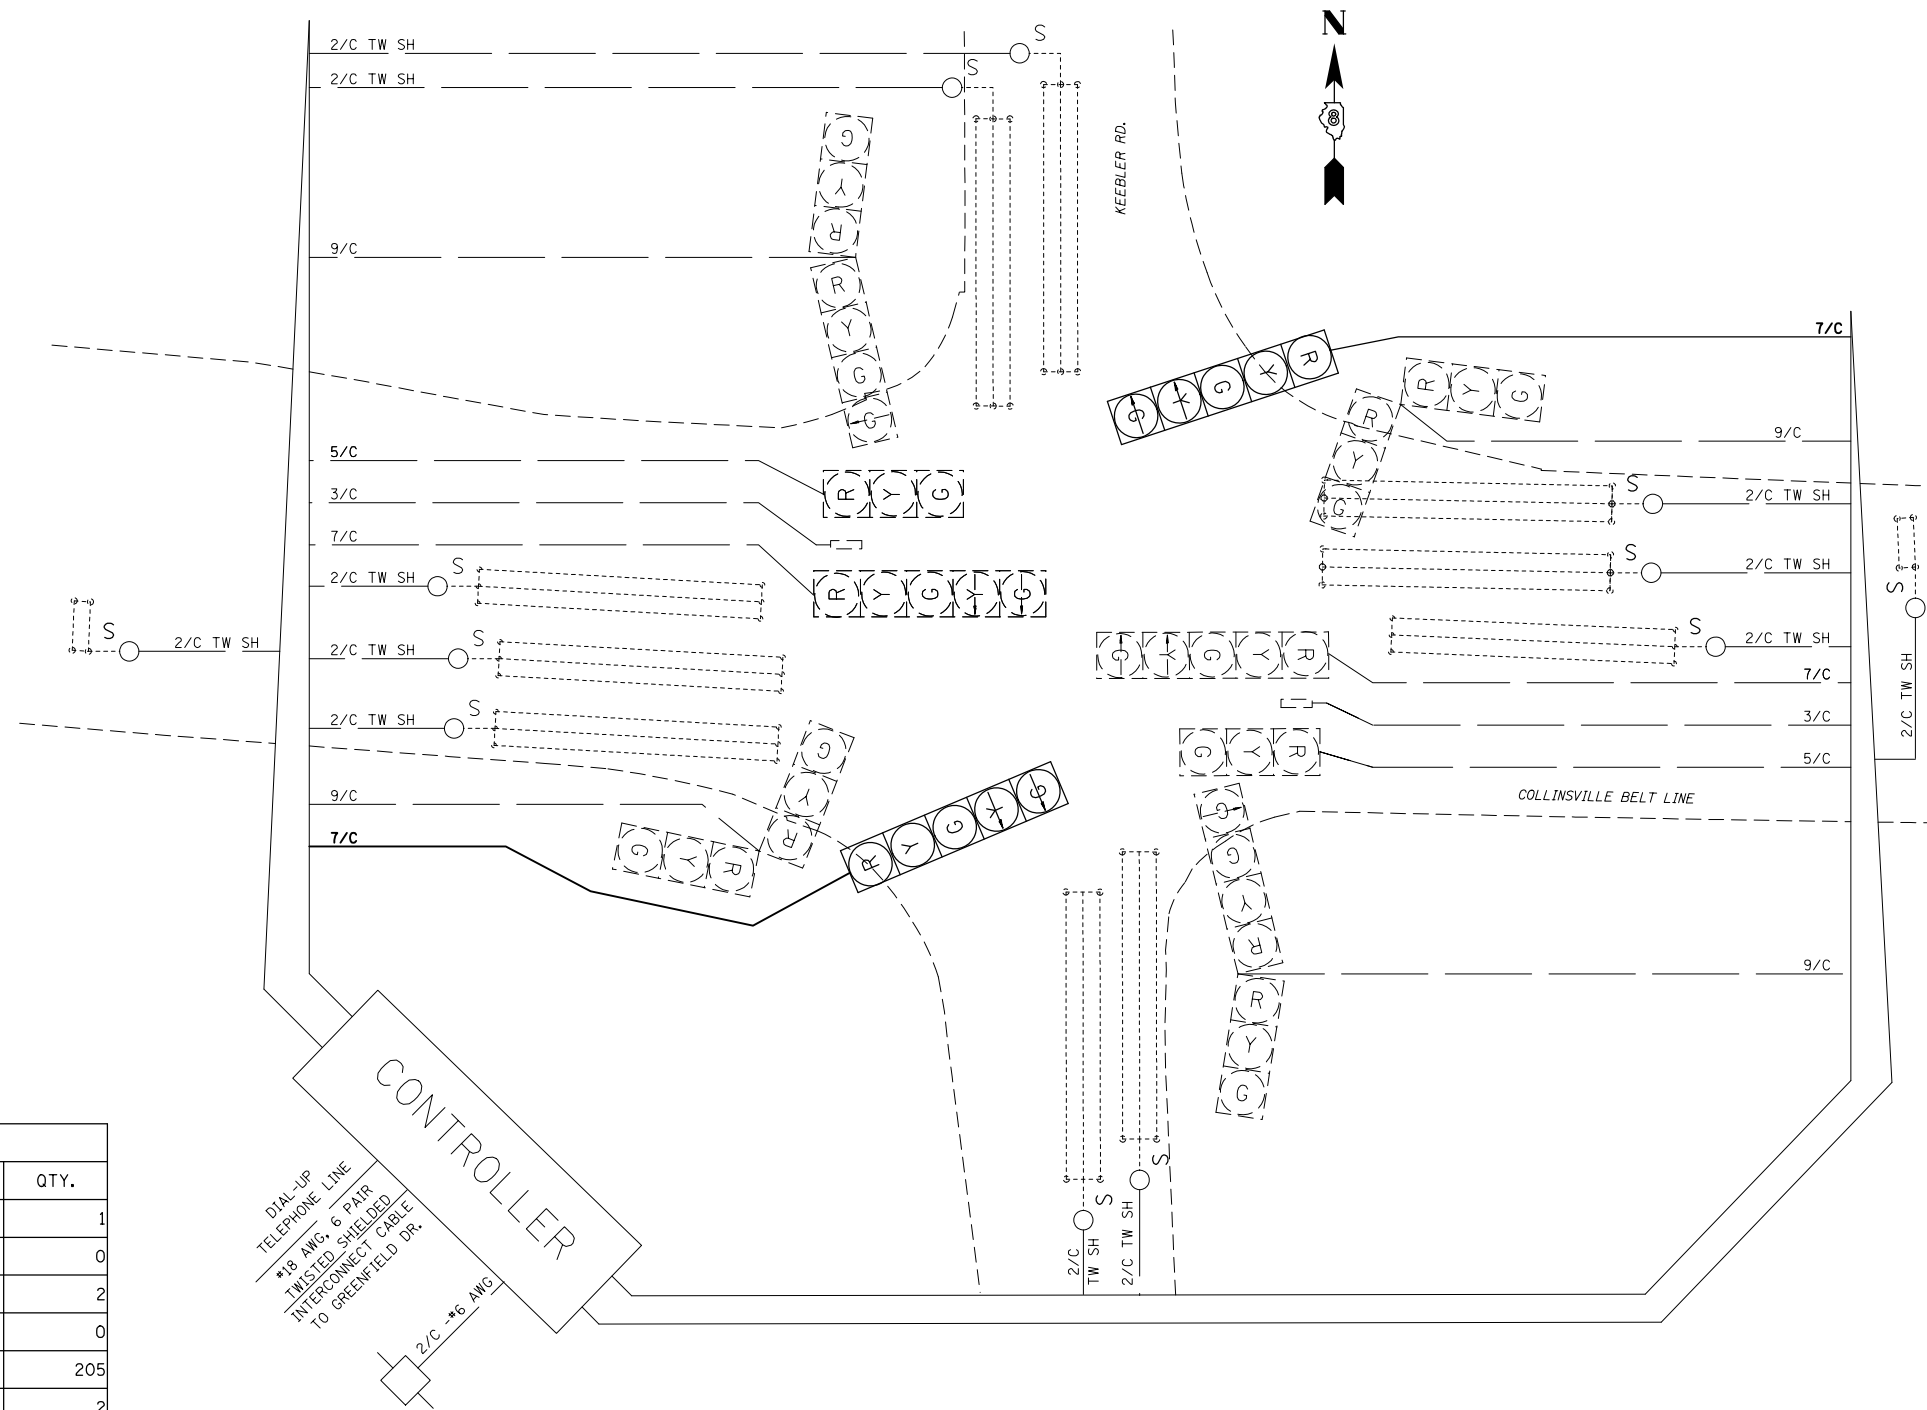 N
8
2/C TW SH
S
2/C TW SH
S
KEEBLER RD.
G
Y
R
9/C
R
Y
G
G
7/C
G Y G Y R
R Y G
R
Y
G
9/C
5/C
R Y G
3/C
7/C
R Y G Y G
2/C TW SH
S
2/C TW SH
S
2/C TW SH
S
S
2/C TW SH
S
2/C TW SH
S
2/C TW SH
S
2/C TW SH
S
2/C TW SH
G Y G Y R
7/C
3/C
G Y R
5/C
COLLINSVILLE BELT LINE
9/C
7/C
G
Y
R
G Y R
R Y G Y G
G
G
Y
R
R
Y
G
9/C
S
2/C
TW SH
S
2/C TW SH
CONTROLLER
DIAL-UP
TELEPHONE LINE
#18 AWG, 6 PAIR
TWISTED SHIELDED
INTERCONNECT CABLE
TO GREENFIELD DR.
2/C -#6 AWG
QTY.
1
0
2
0
205
2